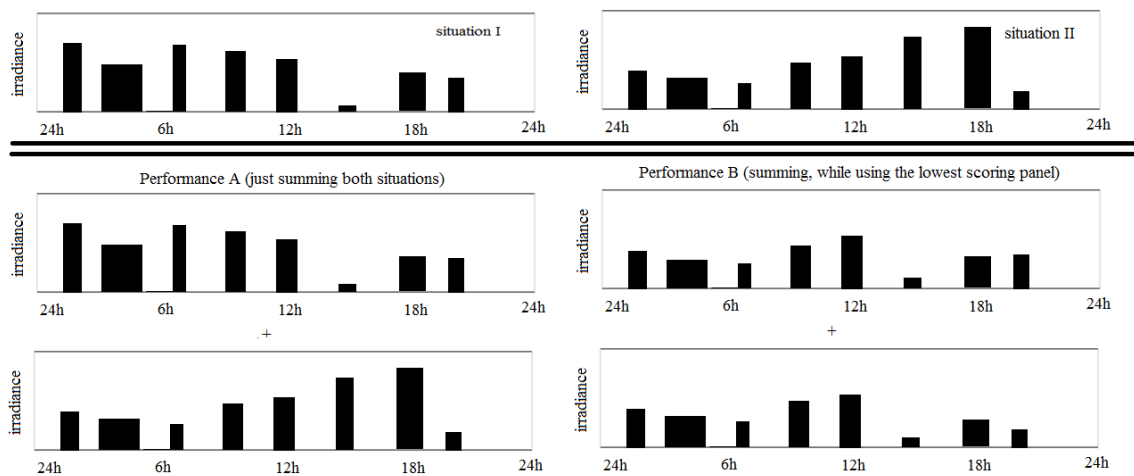 irradiance
situation I
24h 6h 12h 18h 24h
irradiance
situation II
24h 6h 12h 18h 24h
Performance A (just summing both situations)
irradiance
24h 6h 12h 18h 24h
+
irradiance
24h 6h 12h 18h 24h
Performance B (summing, while using the lowest scoring panel)
irradiance
24h 6h 12h 18h 24h
+
irradiance
24h 6h 12h 18h 24h